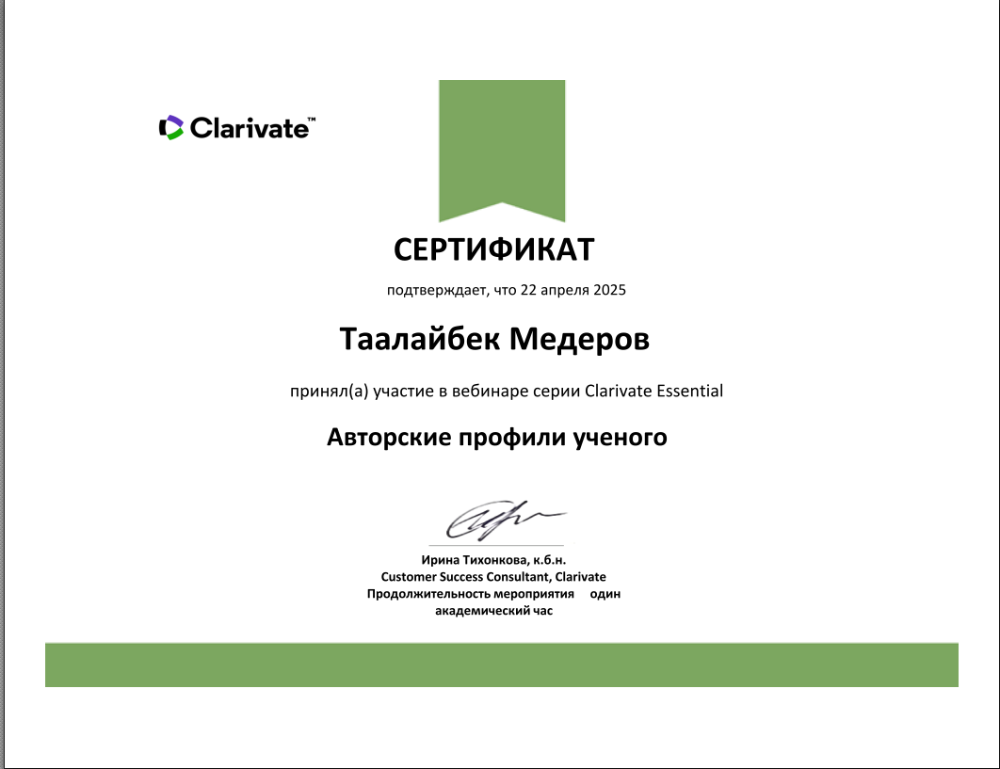 Clarivate™
СЕРТИФИКАТ
подтверждает, что 22 апреля 2025
Таалайбек Медеров
принял(а) участие в вебинаре серии Clarivate Essential
Авторские профили ученого
Ирина Тихонкова, к.б.н.
Customer Success Consultant, Clarivate
Продолжительность мероприятия один
академический час